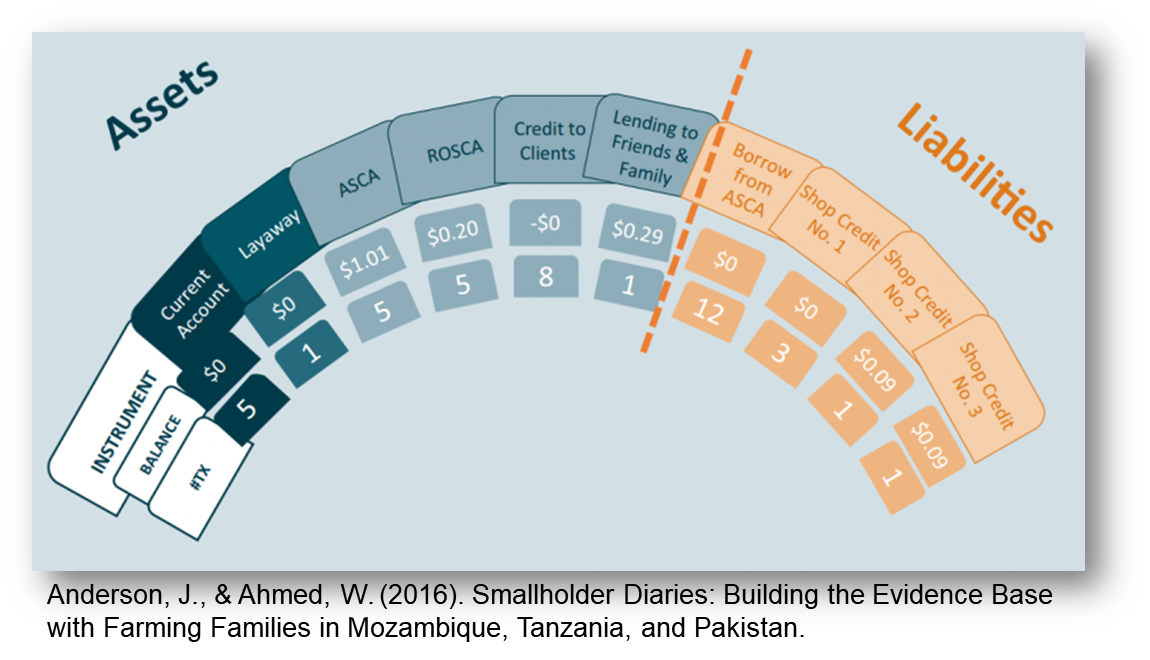 Assets
Liabilities
INSTRUMENT
BALANCE
#TX
Current
Account
$0
5
Layaway
$0
1
ASCA
$1.01
5
ROSCA
$0.20
5
Credit to
Clients
-$0
8
Lending to
Friends &
Family
$0.29
1
Borrow
from
ASCA
$0
12
Shop Credit
No. 1
$0
3
Shop Credit
No. 2
$0.09
1
Shop Credit
No. 3
$0.09
1
Anderson, J., & Ahmed, W. (2016). Smallholder Diaries: Building the Evidence Base
with Farming Families in Mozambique, Tanzania, and Pakistan.